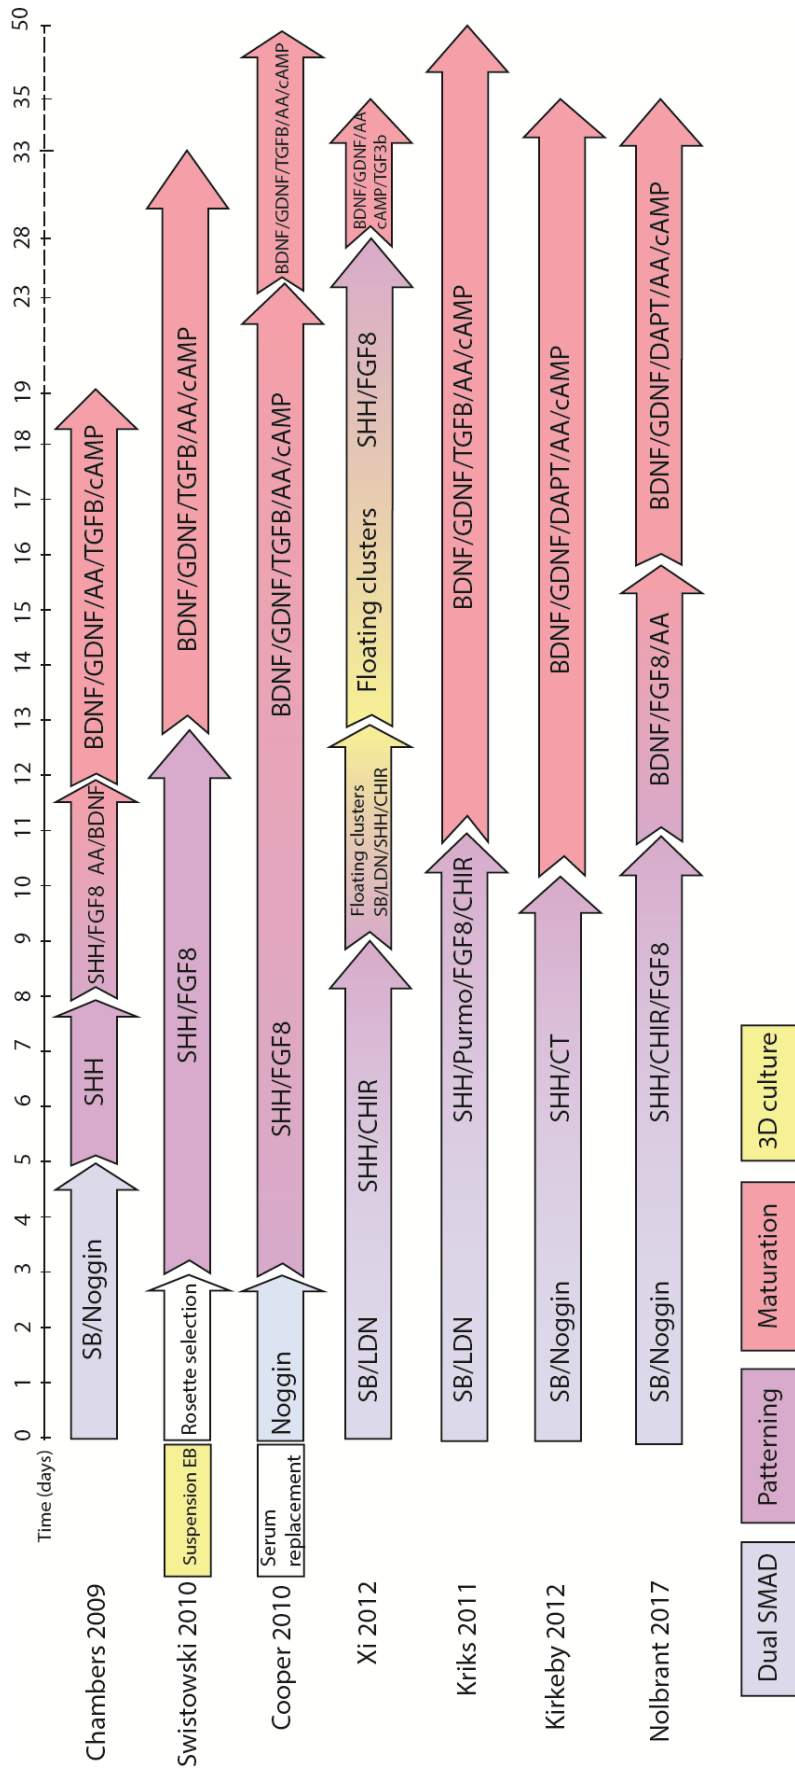 Time (days)
0 1 2 3 4 5 6 7 8 9 10 11 12 13 14 15 16 17 18 19 23 28 33 35 50
Chambers 2009
SB/Noggin
SHH
SHH/FGF8 AA/BDNF
BDNF/GDNF/AA/TGFB/cAMP
Swistowski 2010
Suspension EB
Rosette selection
SHH/FGF8
BDNF/GDNF/TGFB/AA/cAMP
Cooper 2010
Serum
replacement
Noggin
SHH/FGF8
BDNF/GDNF/TGFB/AA/cAMP
BDNF/GDNF/TGFB/AA/cAMP
Xi 2012
SB/LDN
SHH/CHIR
Floating clusters
SB/LDN/SHH/CHIR
Floating clusters
SHH/FGF8
BDNF/GDNF/AA
cAMP/TGF3b
Kriks 2011
SB/LDN
SHH/Purmo/FGF8/CHIR
BDNF/GDNF/TGFB/AA/cAMP
Kirkeby 2012
SB/Noggin
SHH/CT
BDNF/GDNF/DAPT/AA/cAMP
Nolbrant 2017
SB/Noggin
SHH/CHIR/FGF8
BDNF/FGF8/AA
BDNF/GDNF/DAPT/AA/cAMP
Dual SMAD
Patterning
Maturation
3D culture